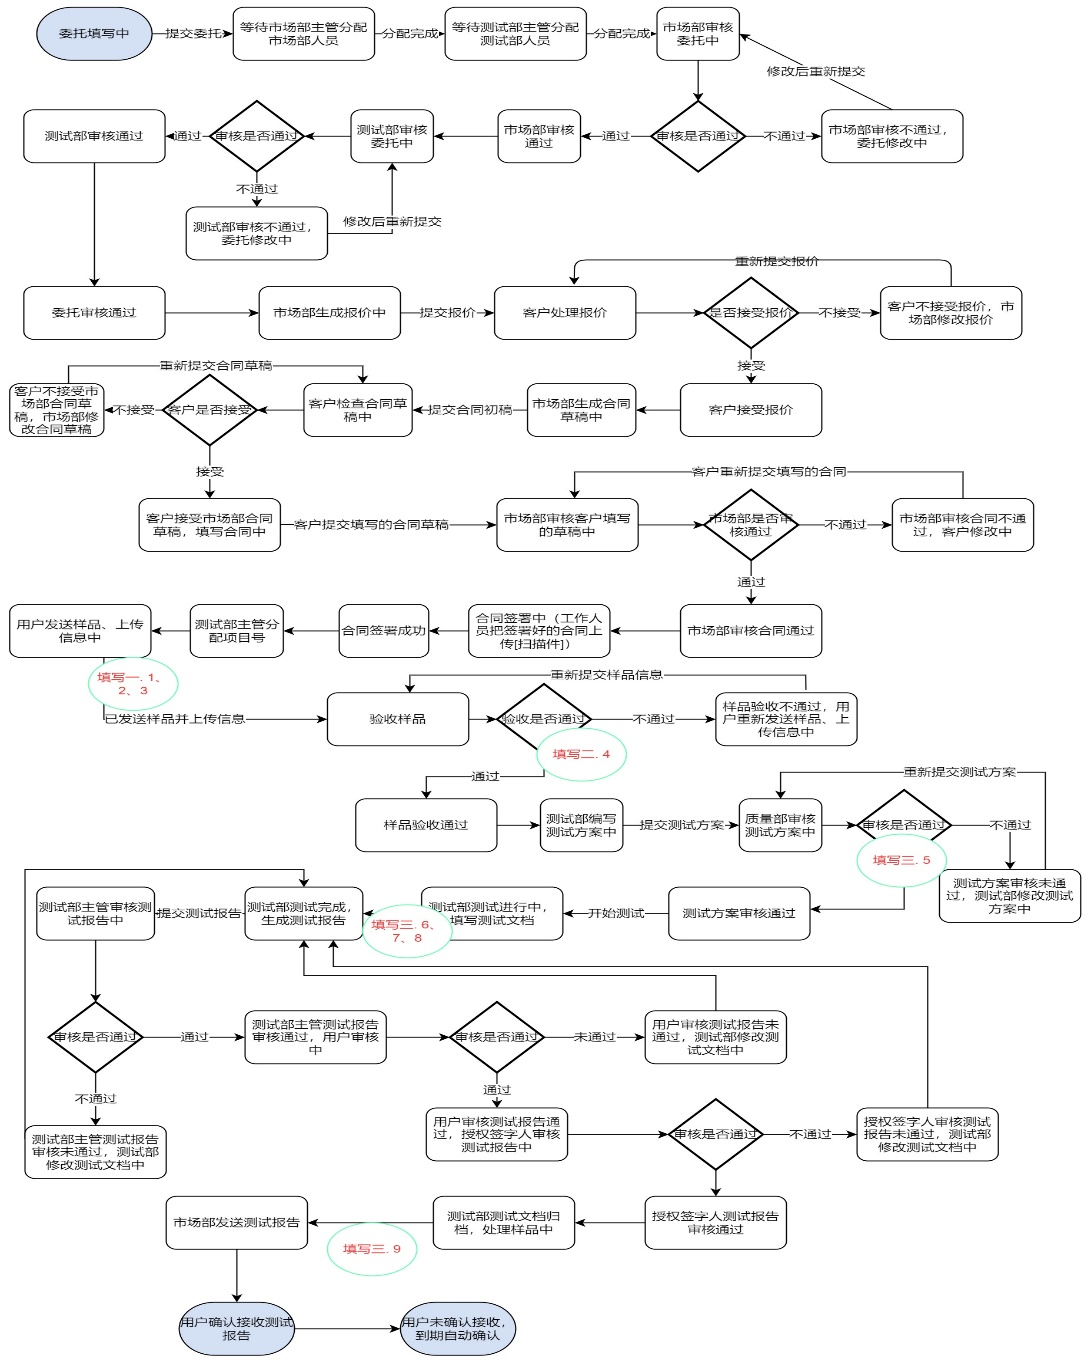 委托填写中
提交委托
等待市场部主管分配
市场部人员
分配完成
等待测试部主管分配
测试部人员
分配完成
市场部审核
委托中
修改后重新提交
测试部审核通过
通过
审核是否通过
测试部审核
委托中
市场部审核
通过
通过
审核是否通过
不通过
市场部审核不通过，
委托修改中
不通过
测试部审核不通过，
委托修改中
修改后重新提交
重新提交报价
委托审核通过
市场部生成报价中
提交报价
客户处理报价
是否接受报价
不接受
客户不接受报价，市
场部修改报价
接受
重新提交合同草稿
客户不接受市
场部合同草
稿，市场部修
改合同草稿
不接受
客户是否接受
客户检查合同草
稿中
提交合同初稿
市场部生成合同
草稿中
客户接受报价
接受
客户重新提交填写的合同
客户接受市场部合同
草稿，填写合同中
客户提交填写的合同草稿
市场部审核客户填写
的草稿中
市场部是否审
核通过
不通过
市场部审核合同不通
过，客户修改中
通过
用户发送样品、上传
信息中
测试部主管分
配项目号
合同签署成功
合同签署中（工作人
员把签署好的合同上
传[扫描件]）
市场部审核合同通过
填写一. 1、
2、3
重新提交样品信息
已发送样品并上传信息
验收样品
验收是否通过
不通过
样品验收不通过，用
户重新发送样品、上
传信息中
填写二. 4
通过
重新提交测试方案
样品验收通过
测试部编写
测试方案中
提交测试方案
质量部审核
测试方案中
审核是否通过
不通过
填写三. 5
测试方案审核未通
过，测试部修改测试
方案中
测试部主管审核测
试报告中
提交测试报告
测试部测试完成，
生成测试报告
填写三. 6、
7、8
测试部测试进行中，
填写测试文档
开始测试
测试方案审核通过
审核是否通过
通过
测试部主管测试报告
审核通过，用户审核
中
审核是否通过
未通过
用户审核测试报告未
通过，测试部修改测
试文档中
不通过
通过
测试部主管测试报告
审核未通过，测试部
修改测试文档中
用户审核测试报告通
过，授权签字人审核
测试报告中
审核是否通过
不通过
授权签字人审核测试
报告未通过，测试部
修改测试文档中
市场部发送测试报告
填写三. 9
测试部测试文档归
档，处理样品中
授权签字人测试报告
审核通过
用户确认接收测试
报告
用户未确认接收，
到期自动确认